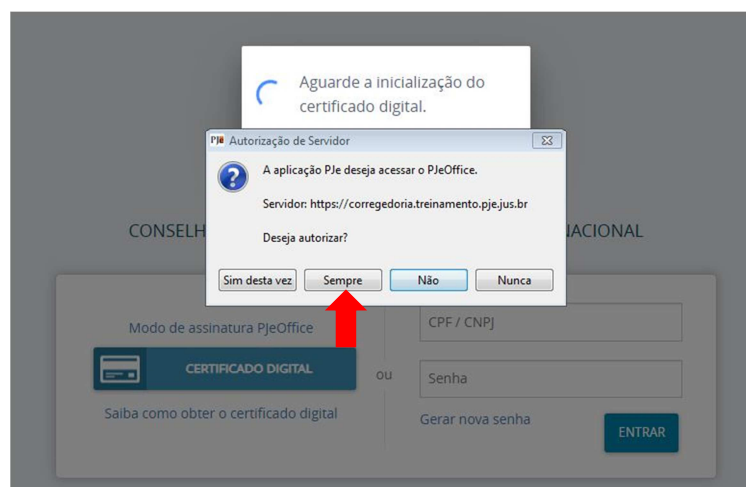 Aguarde a inicialização do
certificado digital.
PJe Autorização de Servidor
A aplicação PJe deseja acessar o PJeOffice.
Servidor: https://corregedoria.treinamento.pje.jus.br
Deseja autorizar?
Sim desta vez Sempre Não Nunca
CONSELH IACIONAL
Modo de assinatura PJeOffice
CERTIFICADO DIGITAL
Saiba como obter o certificado digital
ou
CPF / CNPJ
Senha
Gerar nova senha
ENTRAR